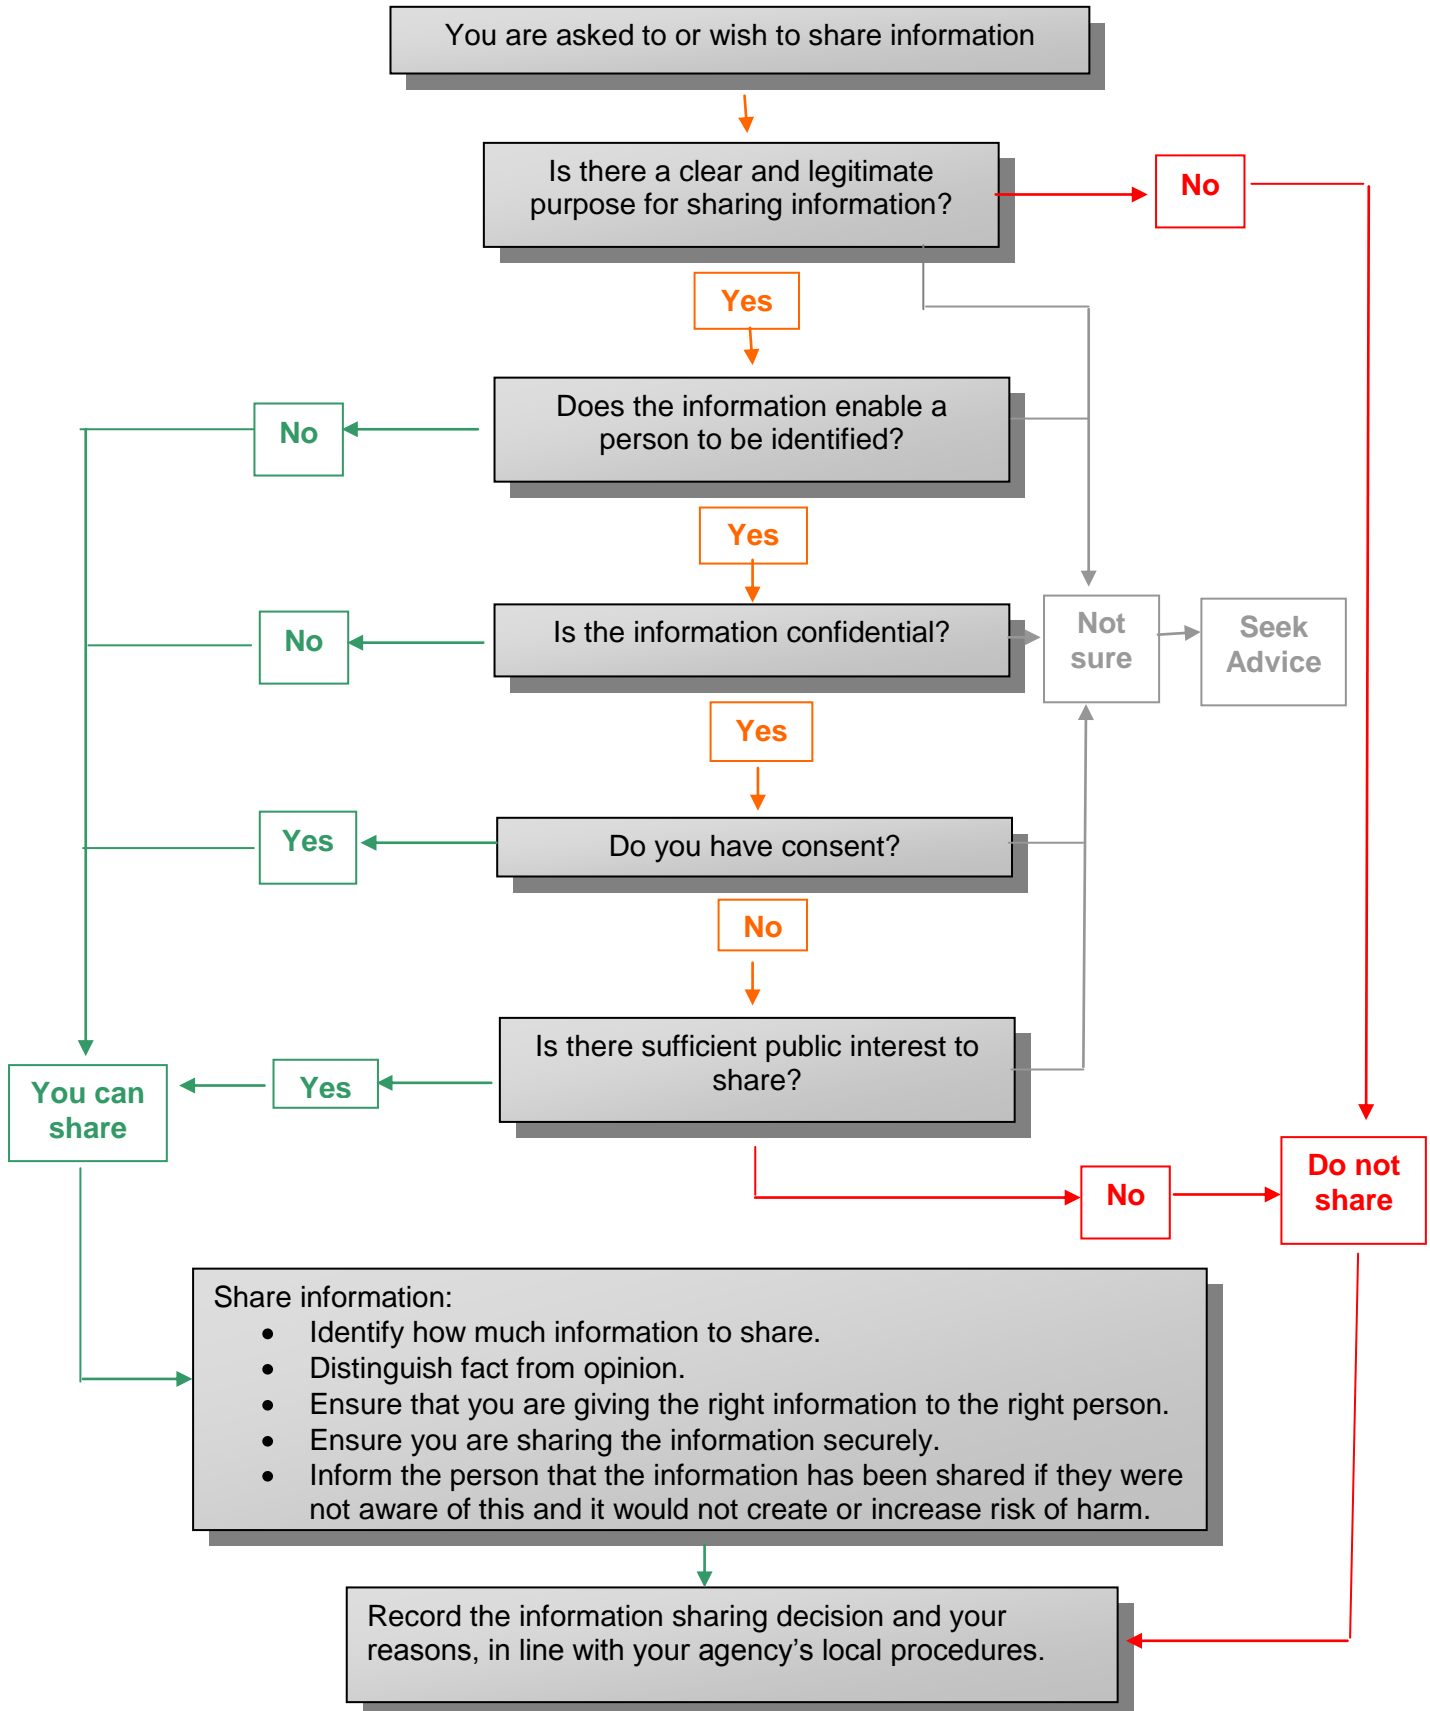 You are asked to or wish to share information
Is there a clear and legitimate
purpose for sharing information?
No
Yes
Does the information enable a
person to be identified?
No
Yes
Is the information confidential?
No
Not
sure
Seek
Advice
Yes
Do you have consent?
Yes
No
Is there sufficient public interest to
share?
Yes
You can
share
No
Do not
share
Share information:
• Identify how much information to share.
• Distinguish fact from opinion.
• Ensure that you are giving the right information to the right person.
• Ensure you are sharing the information securely.
• Inform the person that the information has been shared if they were
not aware of this and it would not create or increase risk of harm.
Record the information sharing decision and your
reasons, in line with your agency’s local procedures.